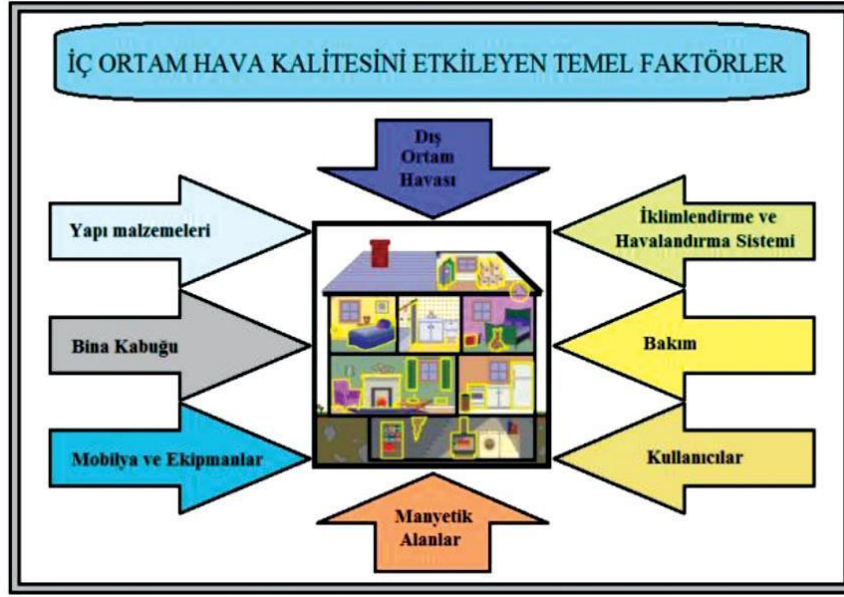 İÇ ORTAM HAVA KALİTESİNİ ETKİLEYEN TEMEL FAKTÖRLER
Dış
Ortam
Havası
Yapı malzemeleri
İklimlendirme ve
Havalandırma Sistemi
Bina Kabuğu
Bakım
Mobilya ve Ekipmanlar
Kullanıcılar
Manyetik
Alanlar